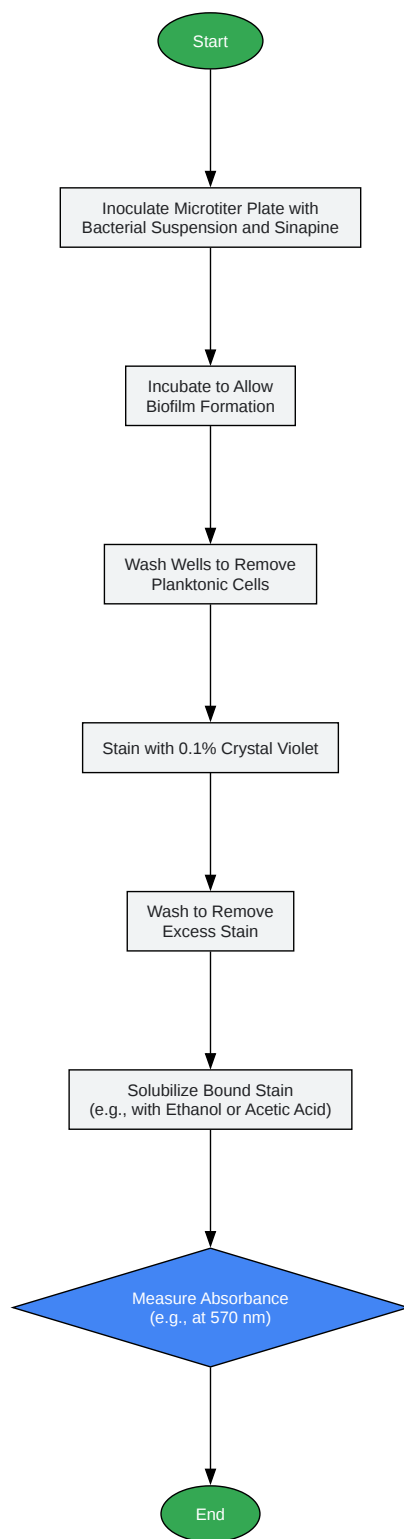 Start
Inoculate Microtiter Plate with
Bacterial Suspension and Sinapine
Incubate to Allow
Biofilm Formation
Wash Wells to Remove
Planktonic Cells
Stain with 0.1% Crystal Violet
Wash to Remove
Excess Stain
Solubilize Bound Stain
(e.g., with Ethanol or Acetic Acid)
Measure Absorbance
(e.g., at 570 nm)
End